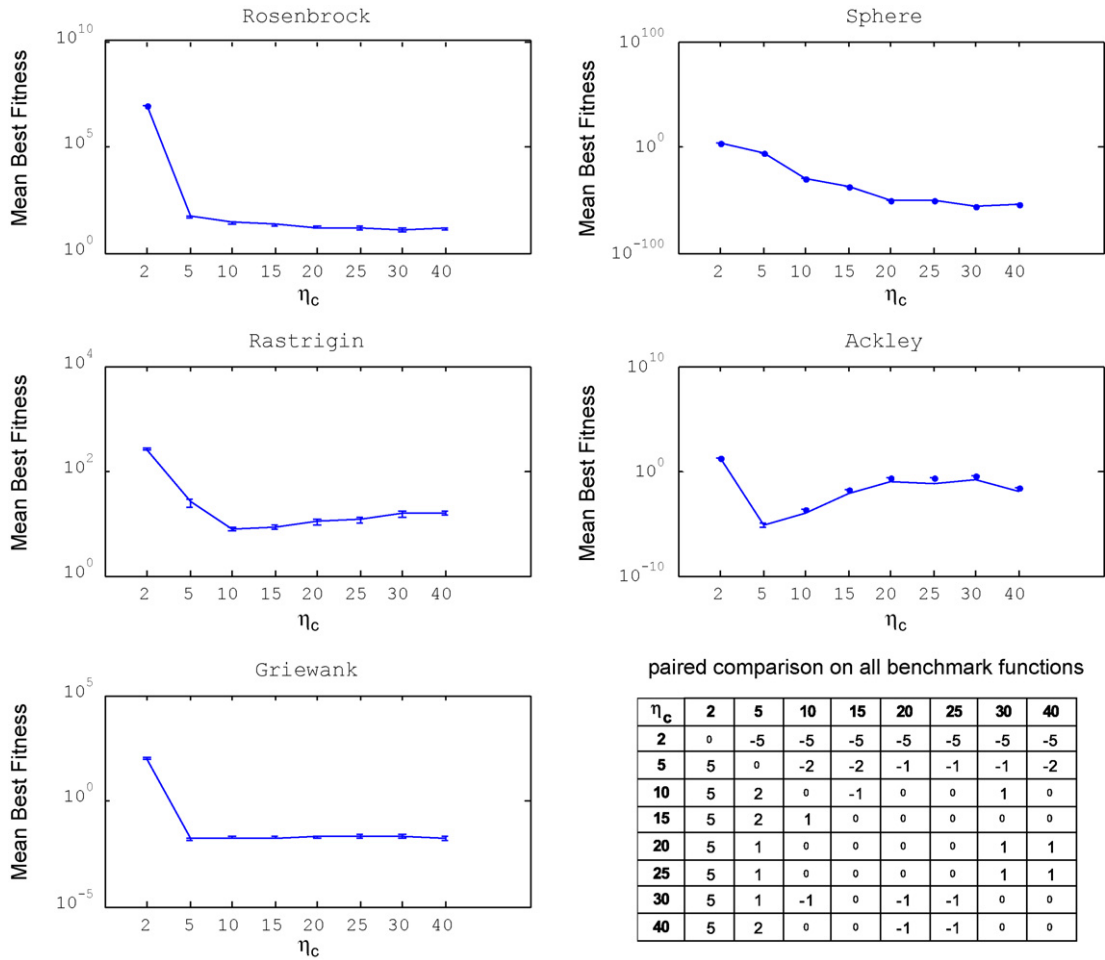 Rosenbrock
Mean Best Fitness
10^10
10^5
10^0
2 5 10 15 20 25 30 40
η_c
Sphere
Mean Best Fitness
10^100
10^0
10^-100
2 5 10 15 20 25 30 40
η_c
Rastrigin
Mean Best Fitness
10^4
10^2
10^0
2 5 10 15 20 25 30 40
η_c
Ackley
Mean Best Fitness
10^10
10^0
10^-10
2 5 10 15 20 25 30 40
η_c
Griewank
Mean Best Fitness
10^5
10^0
10^-5
2 5 10 15 20 25 30 40
η_c
paired comparison on all benchmark functions
η_c 2 5 10 15 20 25 30 40
2 0 -5 -5 -5 -5 -5 -5 -5
5 5 0 -2 -2 -1 -1 -1 -2
10 5 2 0 -1 0 0 1 0
15 5 2 1 0 0 0 0 0
20 5 1 0 0 0 0 1 1
25 5 1 0 0 0 0 1 1
30 5 1 -1 0 -1 -1 0 0
40 5 2 0 0 -1 -1 0 0